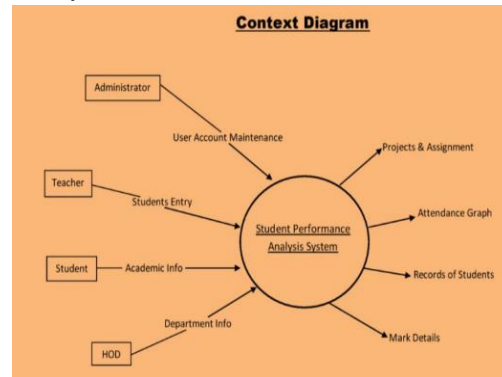 Context Diagram
Administrator
User Account Maintenance
Projects & Assignment
Teacher
Students Entry
Attendance Graph
Student Performance
Analysis System
Student
Academic Info
Records of Students
Department Info
Mark Details
HOD